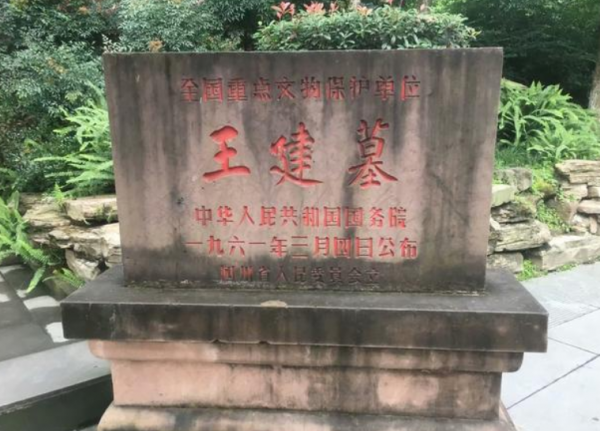 全国重点文物保护单位
王建墓
中华人民共和国国务院
一九六一年三月四日公布
四川省人民委员会立